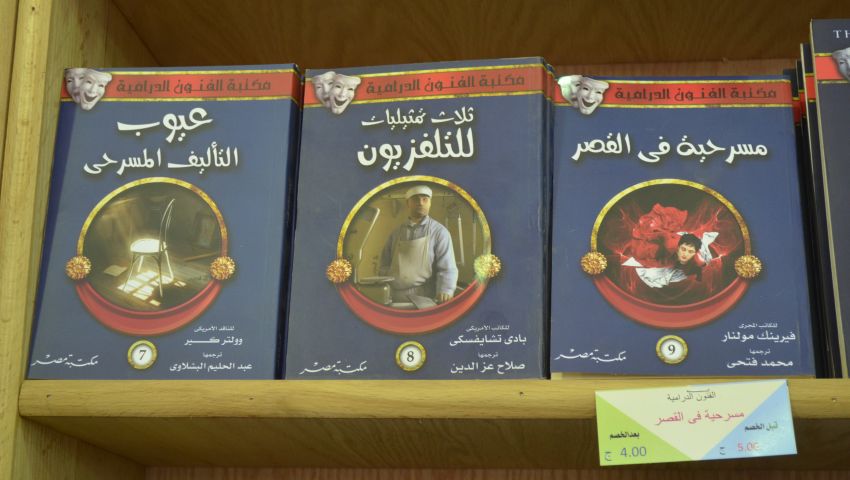 مكتبة الفنون الدرامية
عيوب
التأليف المسرحى
للناقد الأمريكى
وولتر كير
ترجمها
عبد الحليم البشلاوى
7
مكتبة مصر
مكتبة الفنون الدرامية
ثلاث تمثيليات
للتلفزيون
للكاتب الأمريكى
بادى تشايفسكى
ترجمها
صلاح عز الدين
8
مكتبة مصر
مكتبة الفنون الدرامية
مسرحية فى القصر
للكاتب المجرى
فيرينك مولنار
ترجمها
محمد فتحى
9
مكتبة مصر
TH
الفنون الدرامية
مسرحية فى القصر
قبل الخصم
5,00 ج
بعد الخصم
4.00 ج